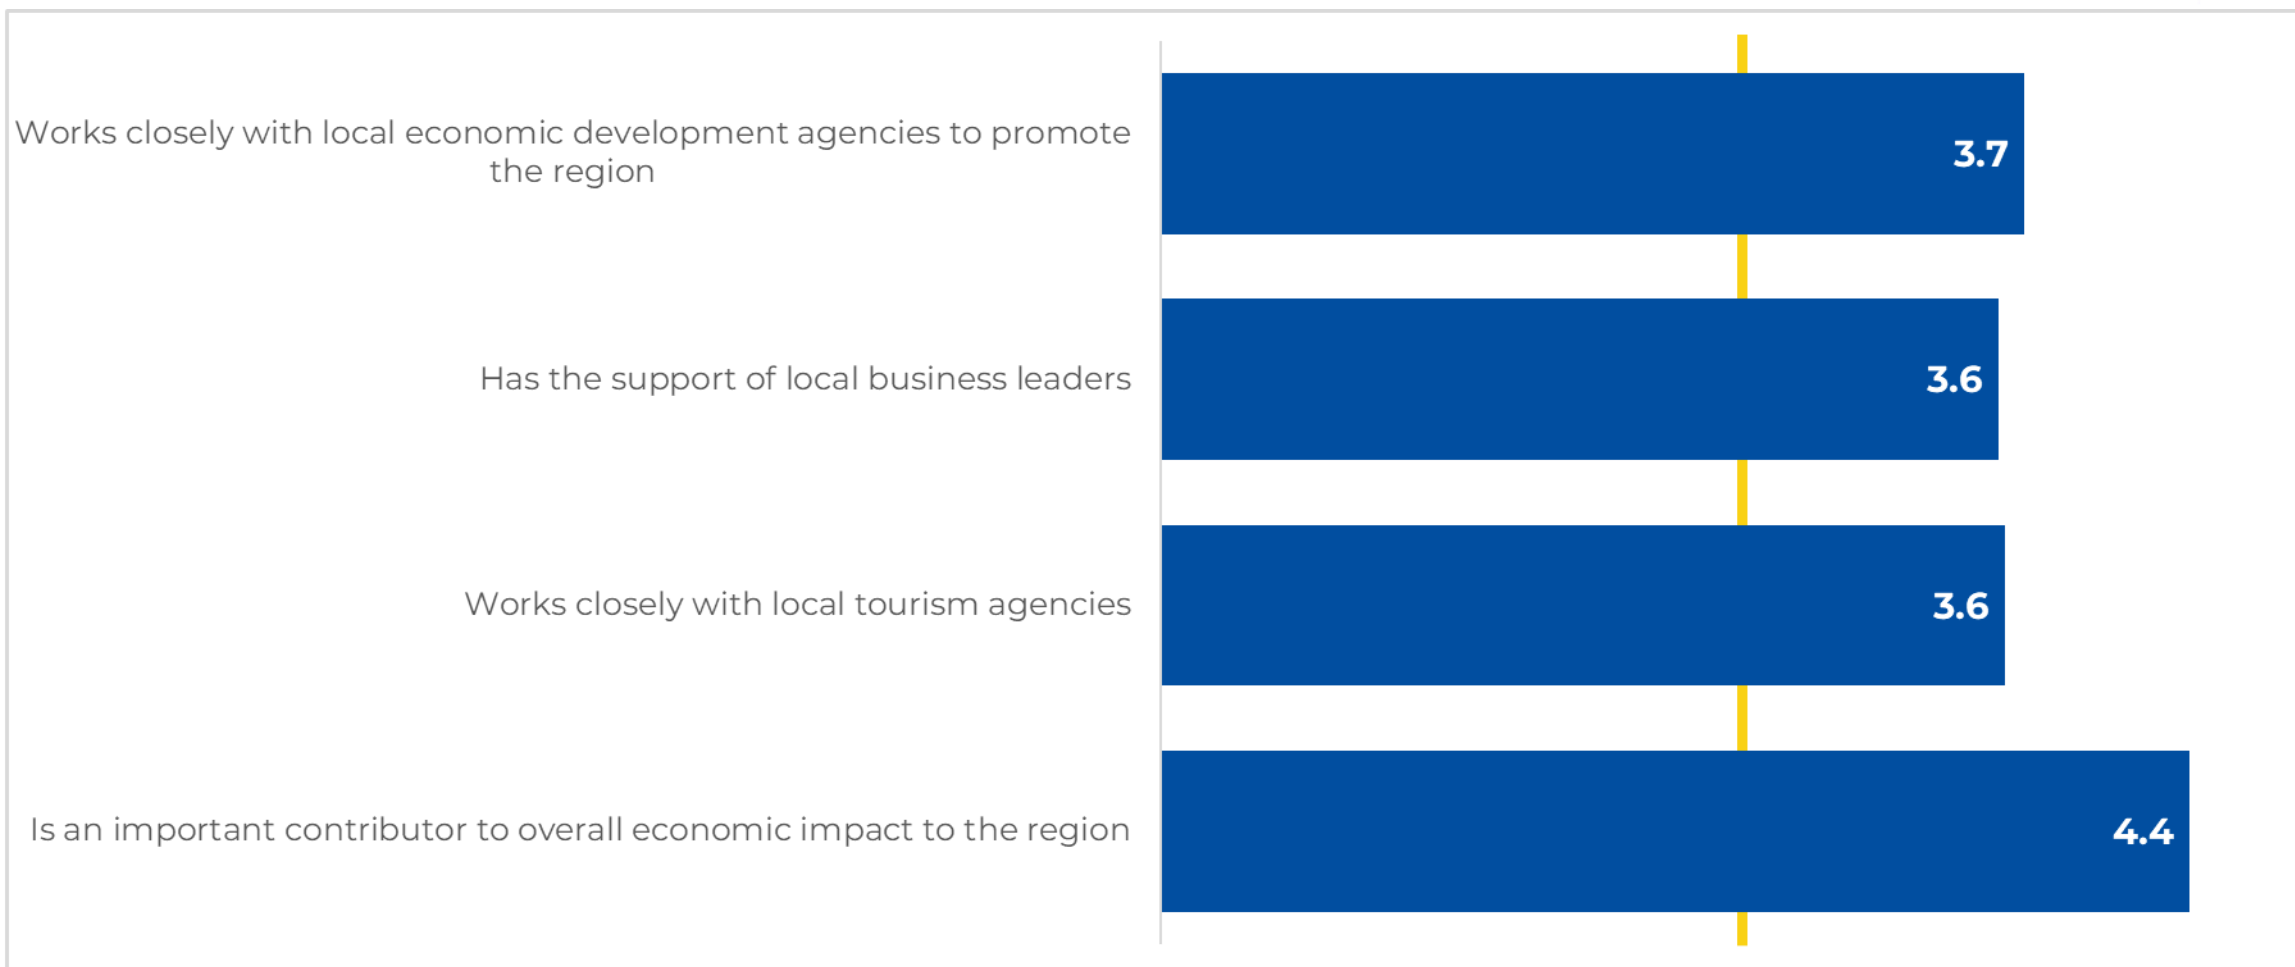 Works closely with local economic development agencies to promote
the region
3.7
Has the support of local business leaders
3.6
Works closely with local tourism agencies
3.6
Is an important contributor to overall economic impact to the region
4.4